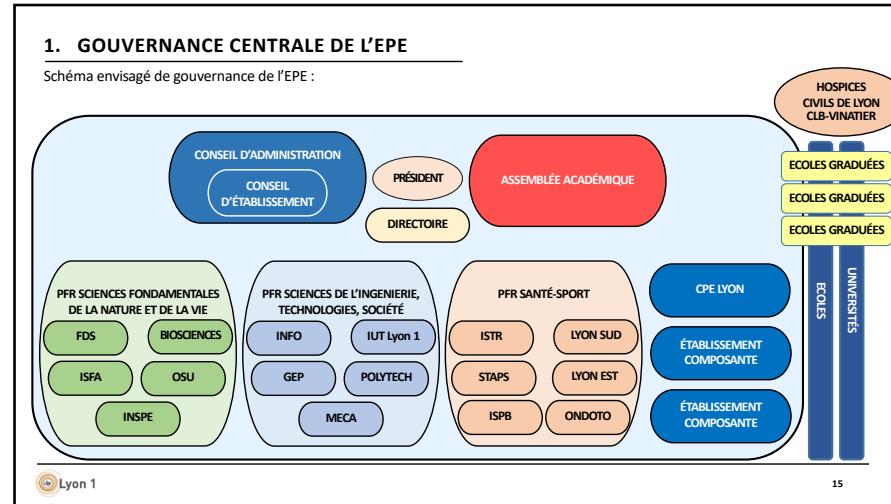 1. GOUVERNANCE CENTRALE DE L’EPE
Schéma envisagé de gouvernance de l’EPE :
HOSPICES
CIVILS DE LYON
CLB-VINATIER
CONSEIL D’ADMINISTRATION
CONSEIL
D’ÉTABLISSEMENT
PRÉSIDENT
DIRECTOIRE
ASSEMBLÉE ACADÉMIQUE
ECOLES GRADUÉES
ECOLES GRADUÉES
ECOLES GRADUÉES
ECOLES
UNIVERSITÉS
PFR SCIENCES FONDAMENTALES
DE LA NATURE ET DE LA VIE
FDS
BIOSCIENCES
ISFA
OSU
INSPE
PFR SCIENCES DE L’INGENIERIE,
TECHNOLOGIES, SOCIÉTÉ
INFO
IUT Lyon 1
GEP
POLYTECH
MECA
PFR SANTÉ-SPORT
ISTR
LYON SUD
STAPS
LYON EST
ISPB
ONDOTO
CPE LYON
ÉTABLISSEMENT
COMPOSANTE
ÉTABLISSEMENT
COMPOSANTE
Lyon 1
15